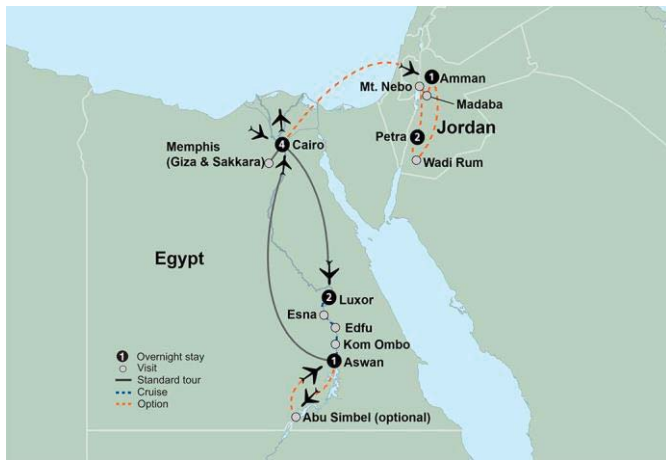 1 Amman
Mt. Nebo
Madaba
Petra 2
Jordan
Wadi Rum
4 Cairo
Memphis
(Giza & Sakkara)
Egypt
2 Luxor
Esna
Edfu
Kom Ombo
1 Aswan
Abu Simbel (optional)
1 Overnight stay
Visit
Standard tour
Cruise
Option